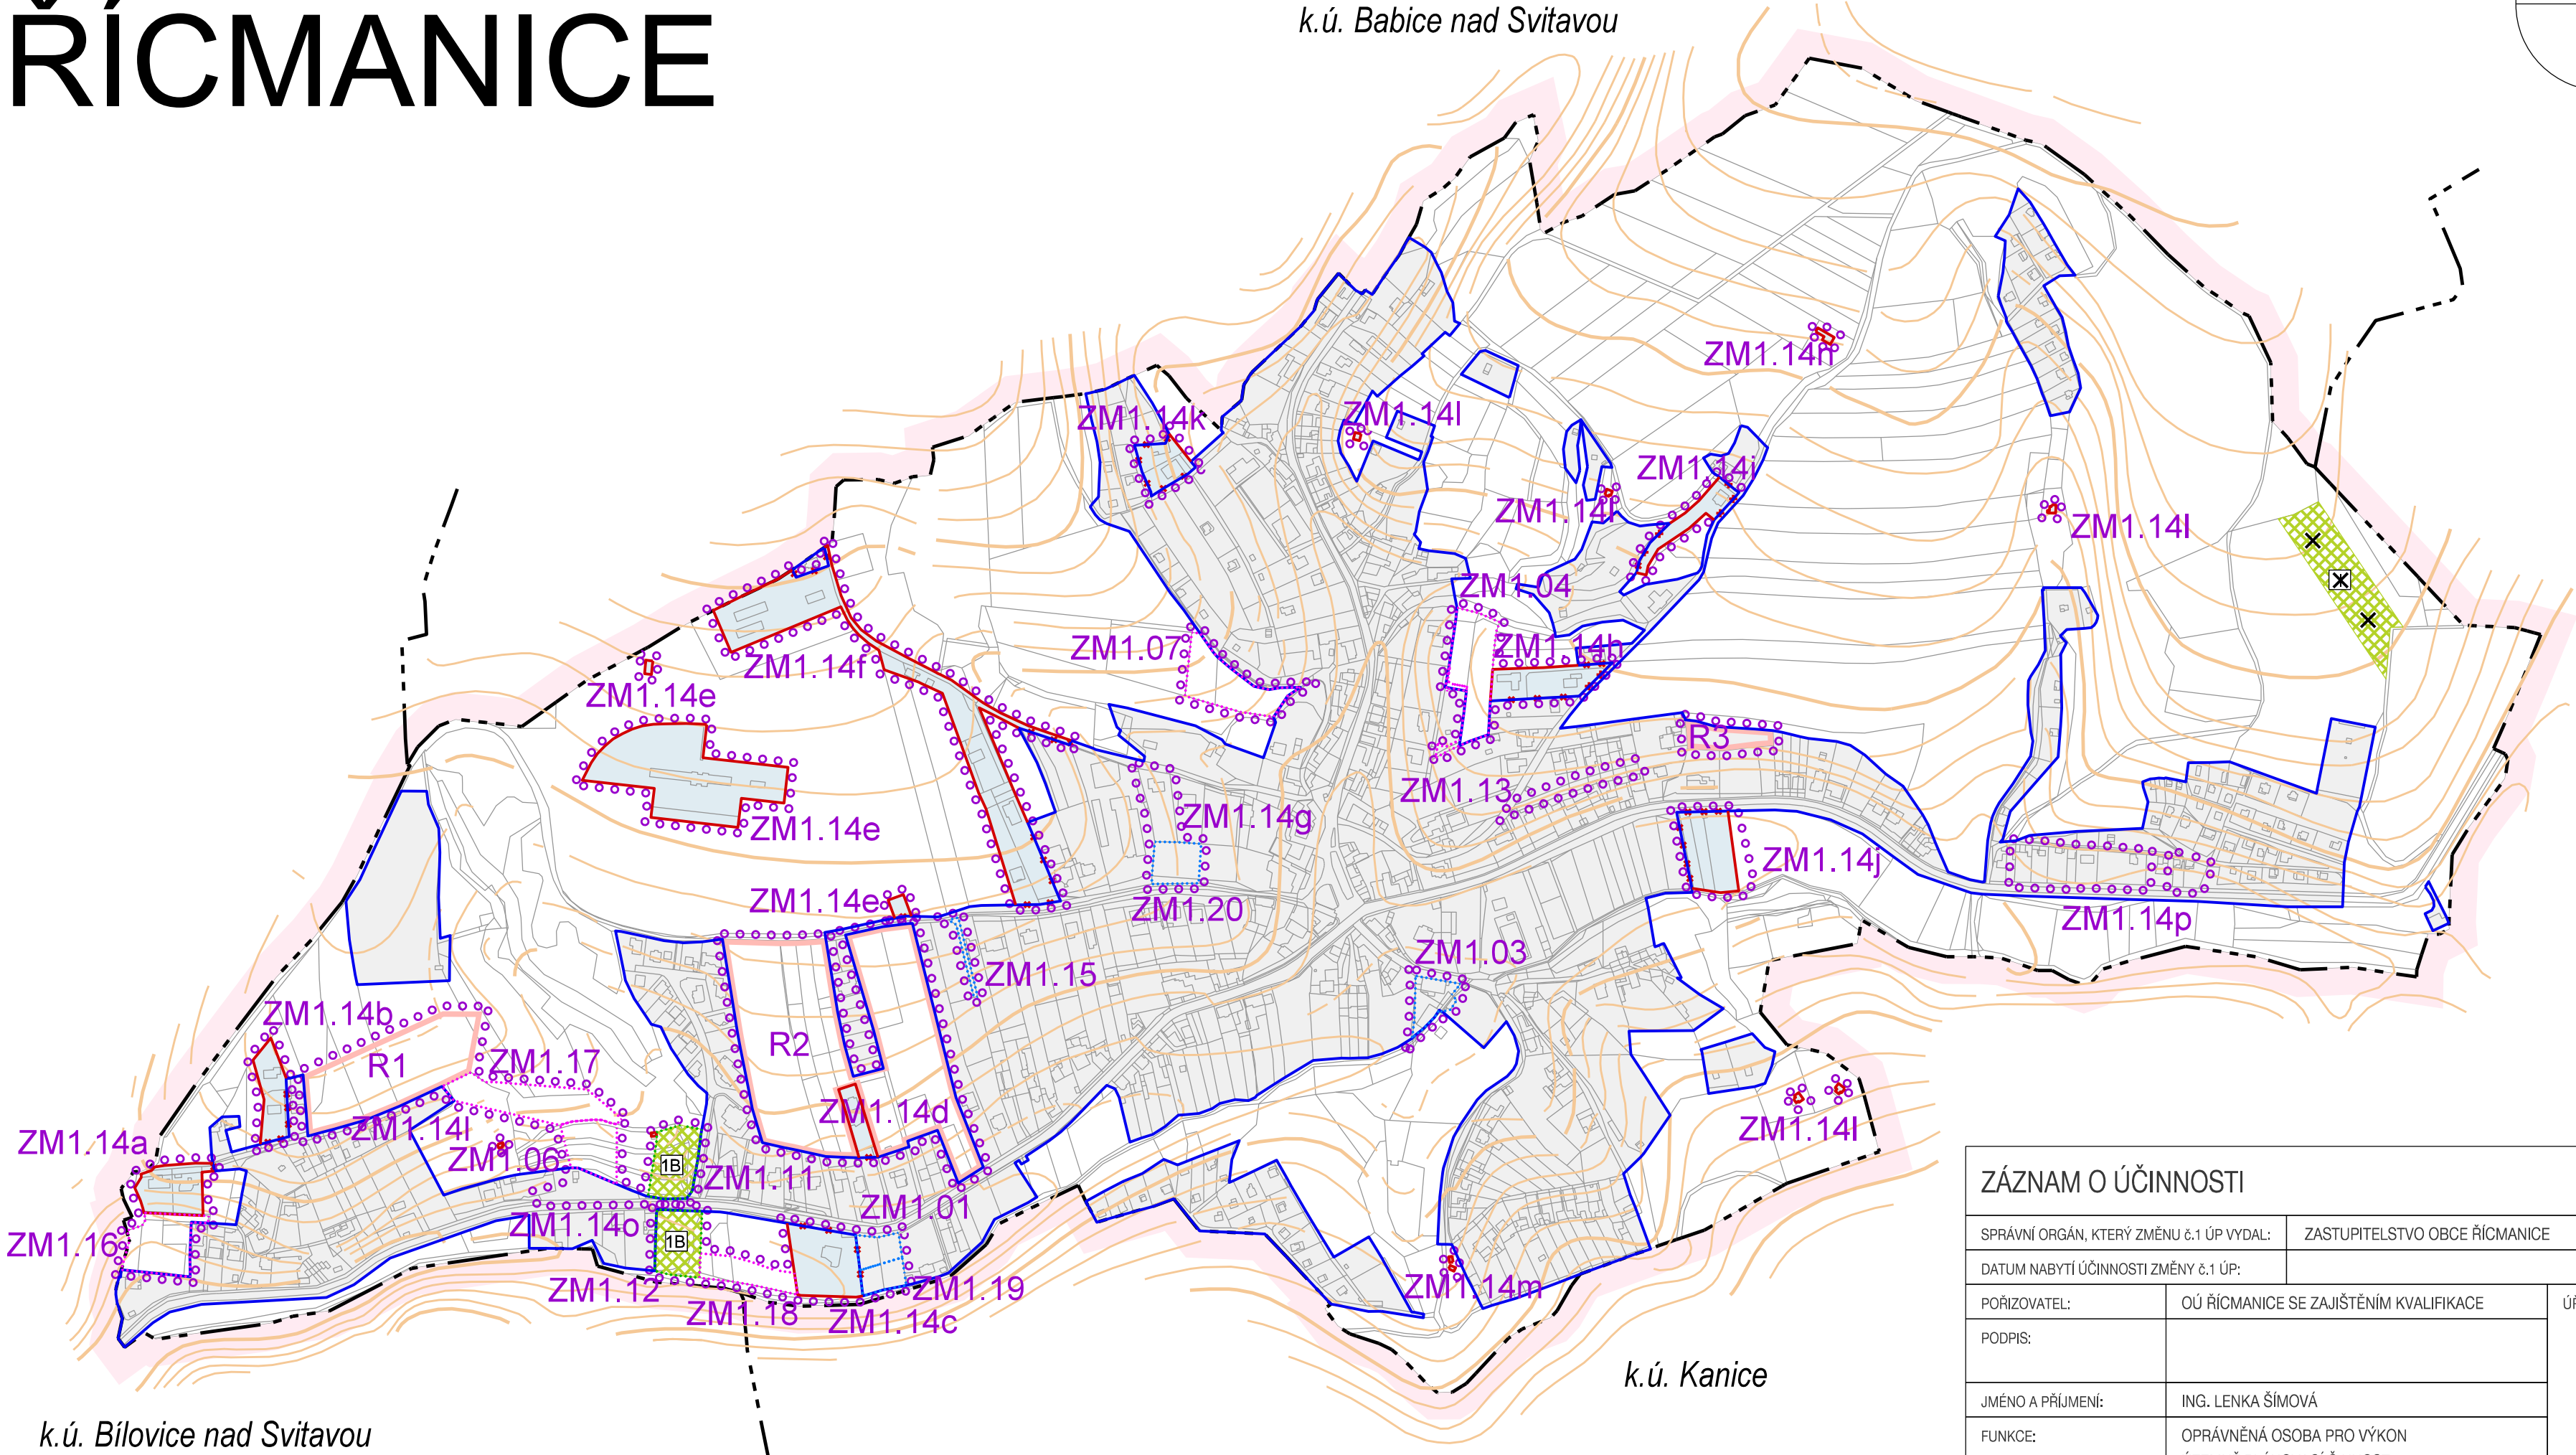 ŘÍCMANICE
k.ú. Babice nad Svitavou
ZM1.14n
ZM1.14k
ZM1.14l
ZM1.14i
ZM1.14l
ZM1.14l
ZM1.04
ZM1.07
ZM1.14h
ZM1.14f
ZM1.14e
R3
ZM1.13
ZM1.14g
ZM1.14e
ZM1.14j
ZM1.14e
ZM1.20
ZM1.14p
ZM1.03
ZM1.15
ZM1.14b
R2
R1
ZM1.17
ZM1.14d
ZM1.14l
ZM1.14l
ZM1.14a
ZM1.06
1B
ZM1.11
ZM1.01
ZM1.14o
1B
ZM1.16
ZM1.12
ZM1.18
ZM1.19
ZM1.14c
ZM1.14m
k.ú. Kanice
k.ú. Bílovice nad Svitavou
ZÁZNAM O ÚČINNOSTI
SPRÁVNÍ ORGÁN, KTERÝ ZMĚNU č.1 ÚP VYDAL: ZASTUPITELSTVO OBCE ŘÍCMANICE
DATUM NABYTÍ ÚČINNOSTI ZMĚNY č.1 ÚP:
POŘIZOVATEL: OÚ ŘÍCMANICE SE ZAJIŠTĚNÍM KVALIFIKACE
PODPIS:
JMÉNO A PŘÍJMENÍ: ING. LENKA ŠÍMOVÁ
FUNKCE: OPRÁVNĚNÁ OSOBA PRO VÝKON